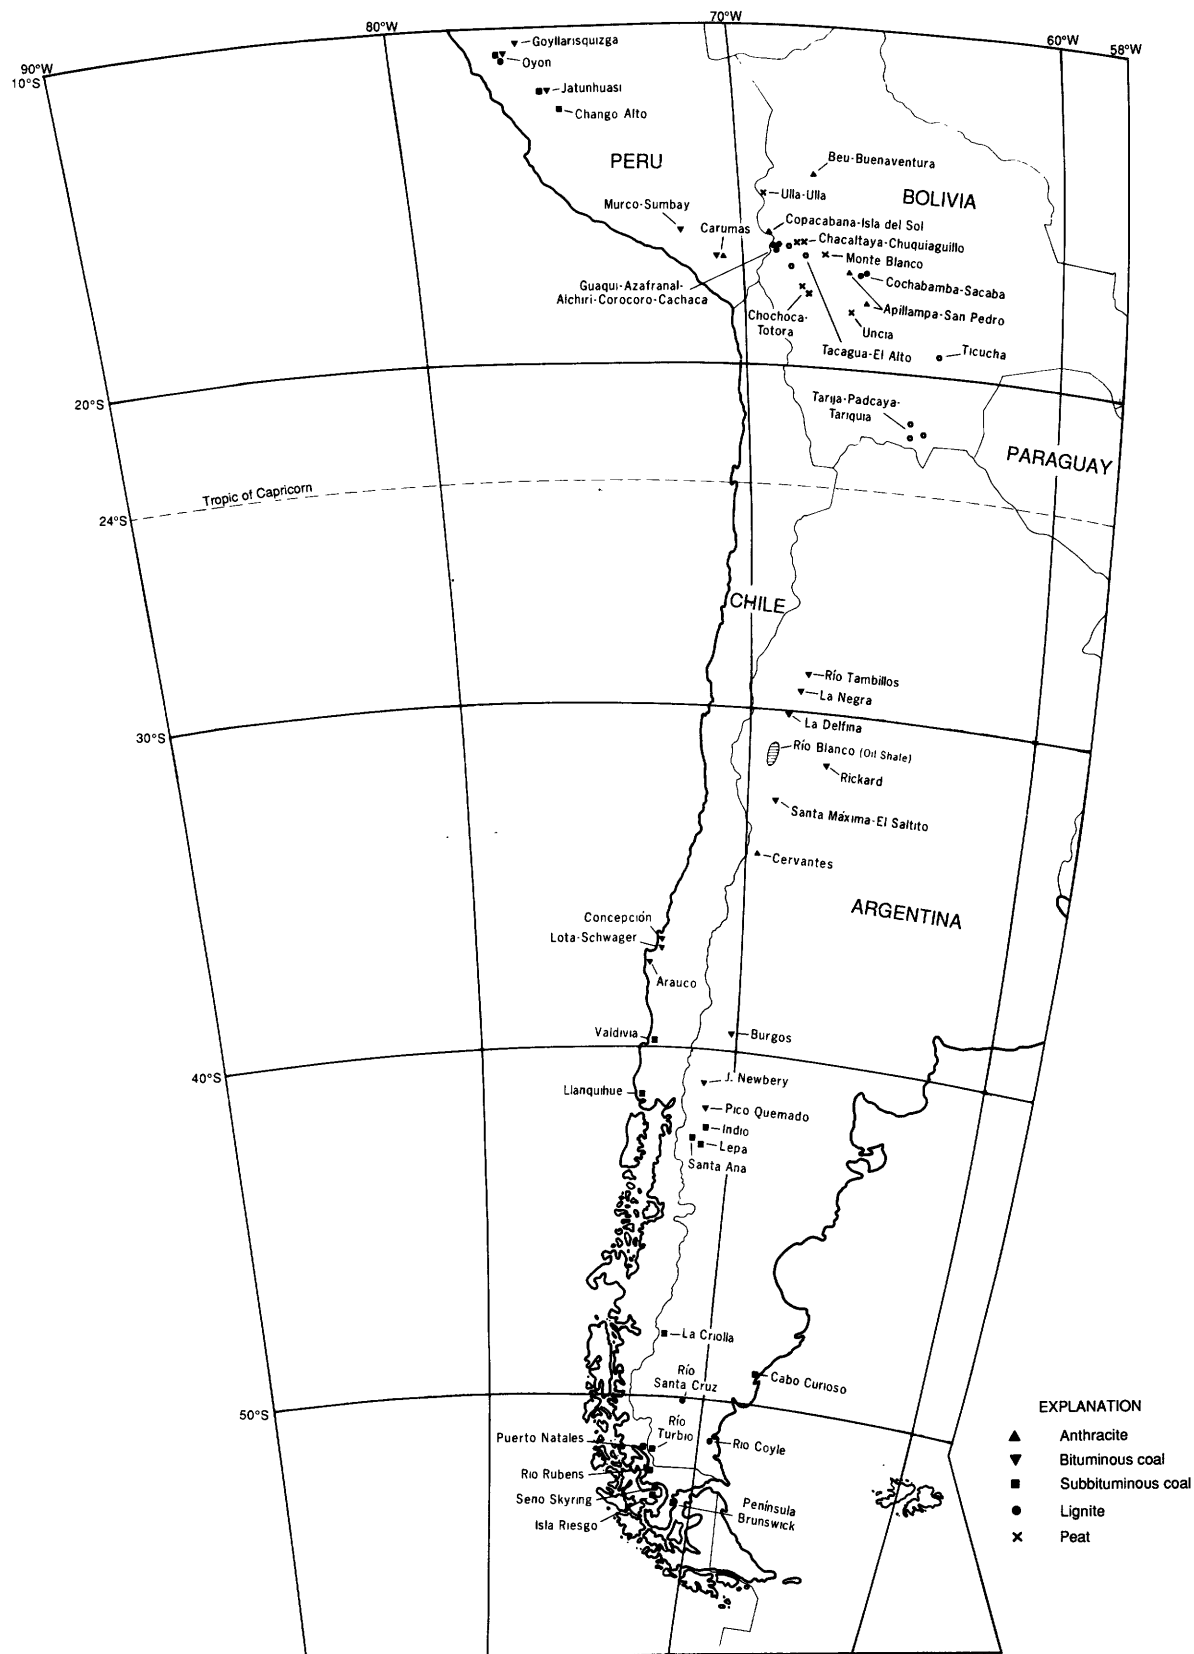 70°W
80°W
60°W
58°W
90°W
10°S
Goyllarisquizga
Oyon
Jatunhuasi
Chango Alto
PERU
Beu-Buenaventura
BOLIVIA
Ulla-Ulla
Murco-Sumbay
Copacabana-Isla del Sol
Carumas
Chacaltaya-Chuquiaguillo
Monte Blanco
Guaqui-Azafranal-
Alchiri-Corocoro-Cachaca
Cochabamba-Sacaba
Apillampa-San Pedro
Chochoca-
Totora
Uncia
Tacagua-El Alto
Ticucha
20°S
Tarija-Padcaya-
Tariquia
PARAGUAY
Tropic of Capricorn
24°S
CHILE
Río Tambillos
La Negra
La Delfina
30°S
Río Blanco (Oil Shale)
Rickard
Santa Máxima-El Saltito
Cervantes
ARGENTINA
Concepción
Lota-Schwager
Arauco
Valdivia
Burgos
40°S
J. Newbery
Llanquihue
Pico Quemado
Indio
Lepa
Santa Ana
La Criolla
Río
Santa Cruz
Cabo Curioso
50°S
Río
Turbio
Puerto Natales
Rio Coyle
Rio Rubens
Seno Skyring
Isla Riesgo
Península
Brunswick
EXPLANATION
Anthracite
Bituminous coal
Subbituminous coal
Lignite
Peat